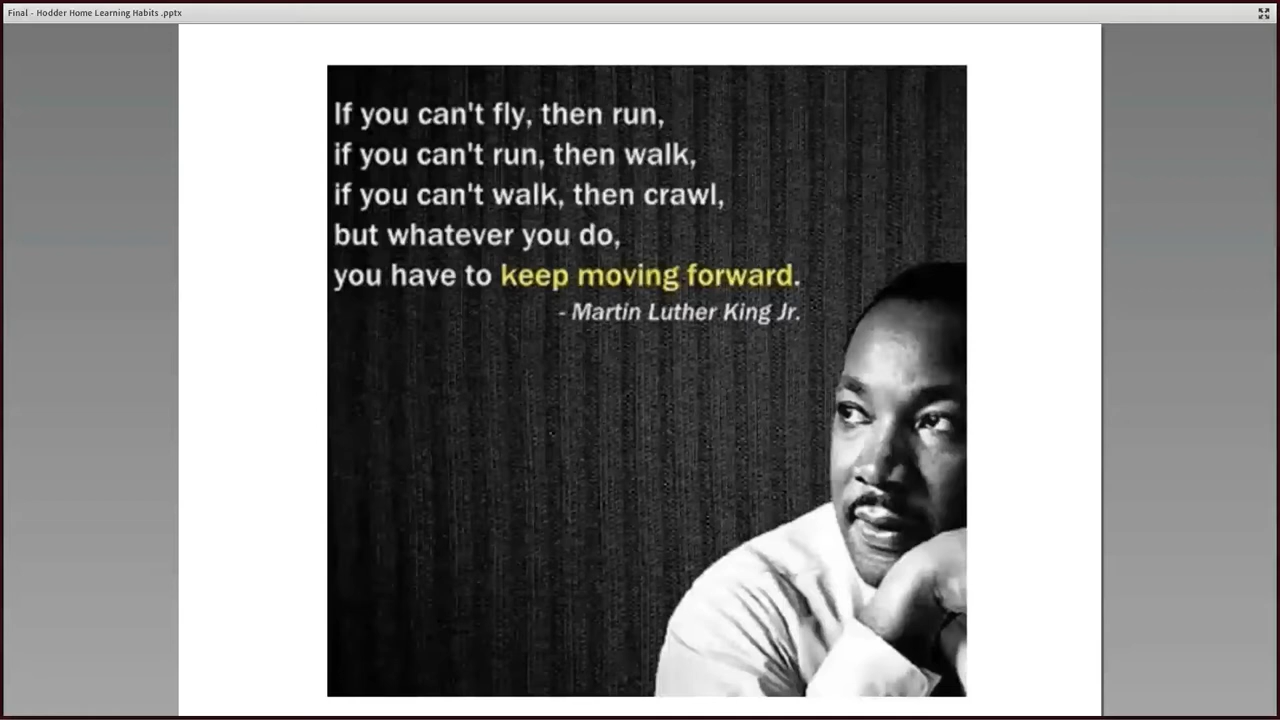 Final - Hodder Home Learning Habits .pptx
If you can't fly, then run,
if you can't run, then walk,
if you can't walk, then crawl,
but whatever you do,
you have to keep moving forward.
- Martin Luther King Jr.